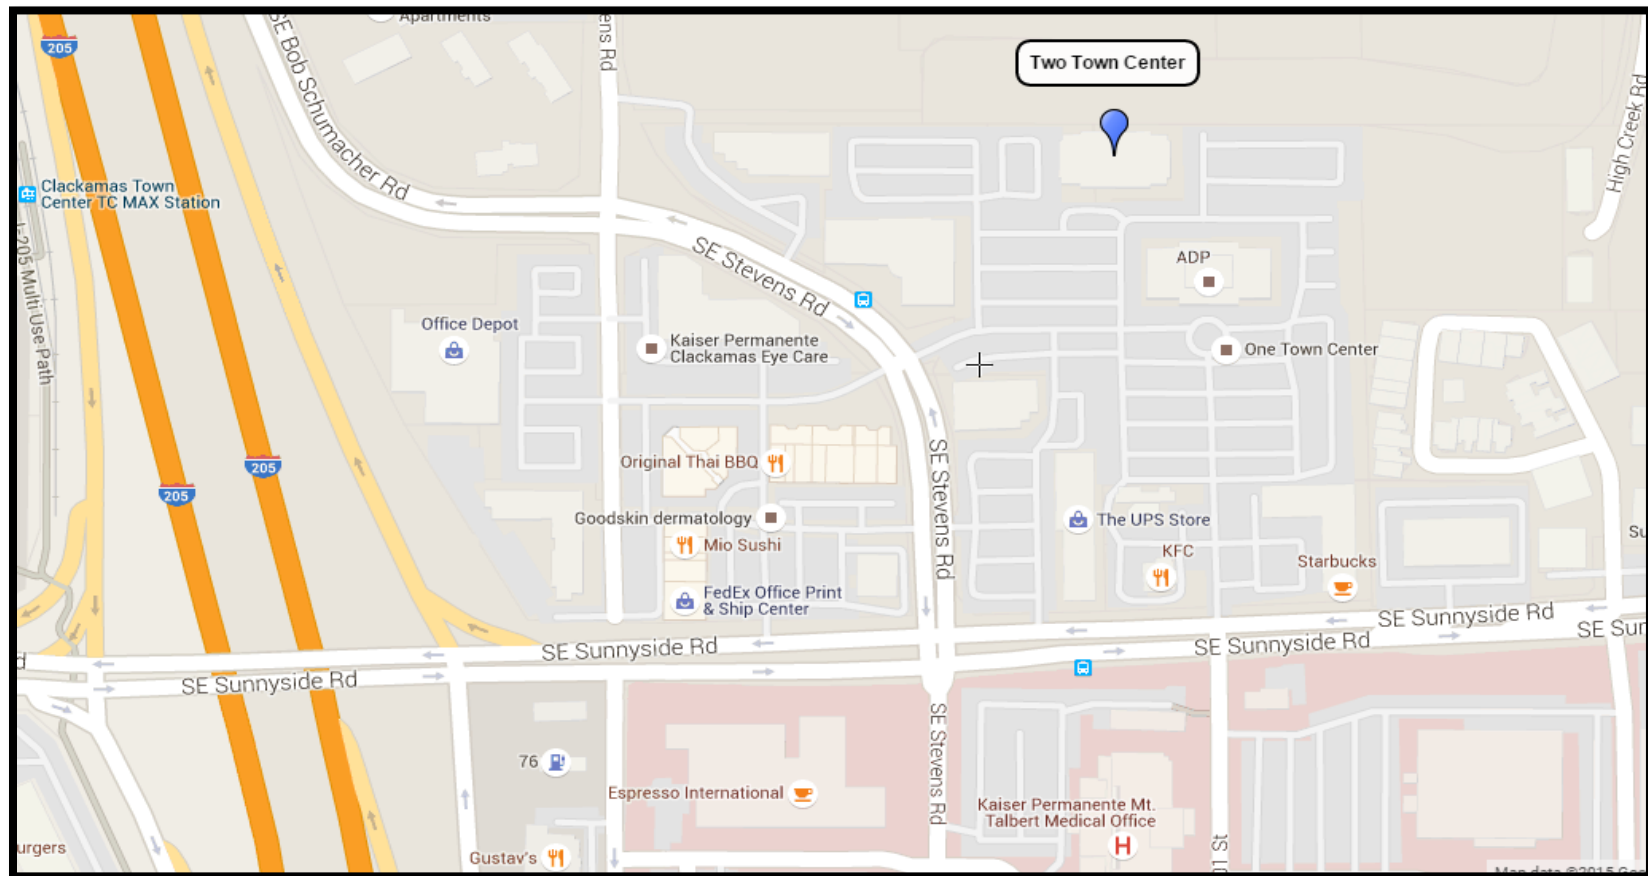 Apartments
205
SE Bob Schumacher Rd
ens Rd
Two Town Center
High Creek Rd
Clackamas Town
Center TC MAX Station
I-205 Multi Use Path
SE Stevens Rd
ADP
Office Depot
Kaiser Permanente
Clackamas Eye Care
One Town Center
205
205
Original Thai BBQ
SE Stevens Rd
Goodskin dermatology
The UPS Store
Mio Sushi
KFC
Starbucks
Su
FedEx Office Print
& Ship Center
SE Sunnyside Rd
SE Sunnyside Rd
SE Sunnyside Rd
SE Sun
d
SE Sunnyside Rd
SE Stevens Rd
76
Espresso International
Kaiser Permanente Mt.
Talbert Medical Office
H
urgers
Gustav's